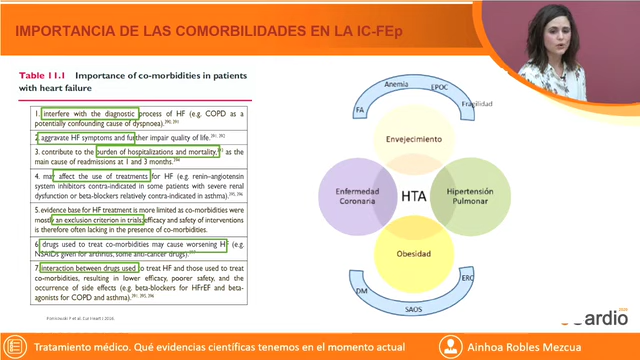 IMPORTANCIA DE LAS COMORBILIDADES EN LA IC-FEp
Table 11.1 Importance of co-morbidities in patients
with heart failure
1. interfere with the diagnostic process of HF (e.g. COPD as a
potentially confounding cause of dyspnoea).
2. aggravate HF symptoms and further impair quality of life.
3. contribute to the burden of hospitalizations and mortality, as
the main cause of readmissions at 1 and 3 months.
4. may affect the use of treatments for HF (e.g. renin–angiotensin
system inhibitors contra-indicated in some patients with severe renal
dysfunction or beta-blockers relatively contra-indicated in asthma).
5. evidence base for HF treatment is more limited as co-morbidities were
mostly an exclusion criterion in trials; efficacy and safety of interventions
is therefore often lacking in the presence of co-morbidities.
6. drugs used to treat co-morbidities may cause worsening HF (e.g.
NSAIDs given for arthritis, some anti-cancer drugs).
7. interaction between drugs used to treat HF and those used to treat
co-morbidities, resulting in lower efficacy, poorer safety, and the
occurrence of side effects (e.g. beta-blockers for HFrEF and beta-
agonists for COPD and asthma).
Anemia
EPOC
FA
Fragilidad
Envejecimiento
Enfermedad
Coronaria
HTA
Hipertensión
Pulmonar
Obesidad
DM
SAOS
ERC
ardio
Tratamiento médico. Qué evidencias científicas tenemos en el momento actual
Ainhoa Robles Mezcua